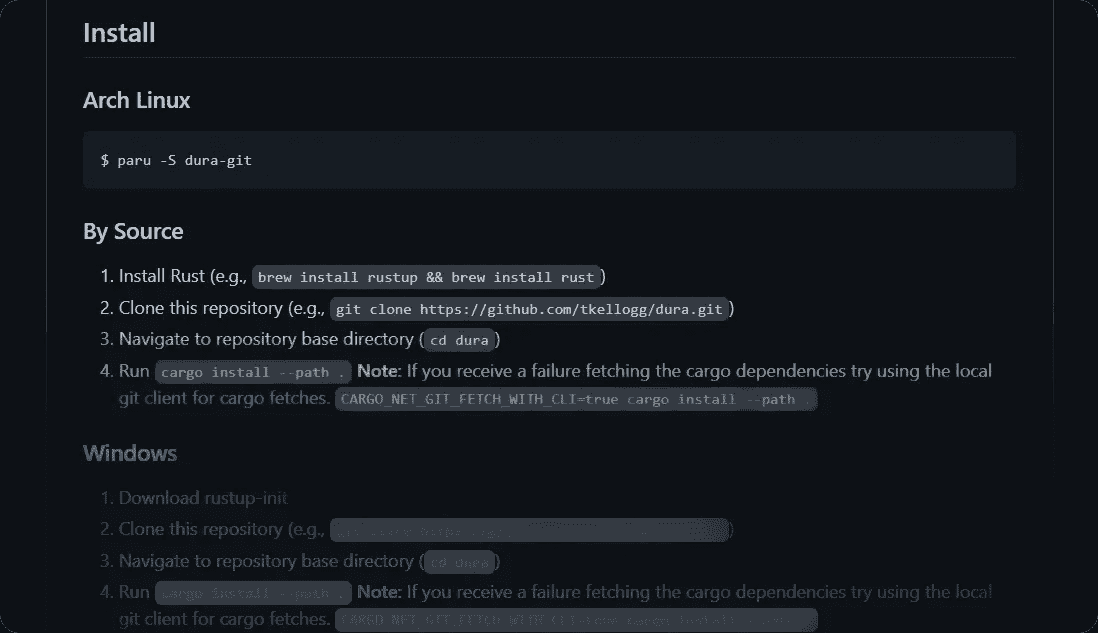 Install
Arch Linux
$ paru -S dura-git
By Source
1. Install Rust (e.g., brew install rustup && brew install rust)
2. Clone this repository (e.g., git clone https://github.com/tkellogg/dura.git)
3. Navigate to repository base directory (cd dura)
4. Run cargo install --path . Note: If you receive a failure fetching the cargo dependencies try using the local
git client for cargo fetches. CARGO_NET_GIT_FETCH_WITH_CLI=true cargo install --path .
Windows
1. Download rustup-init
2. Clone this repository (e.g., )
3. Navigate to repository base directory (cd dura)
4. Run cargo install --path . Note: If you receive a failure fetching the cargo dependencies try using the local
git client for cargo fetches.